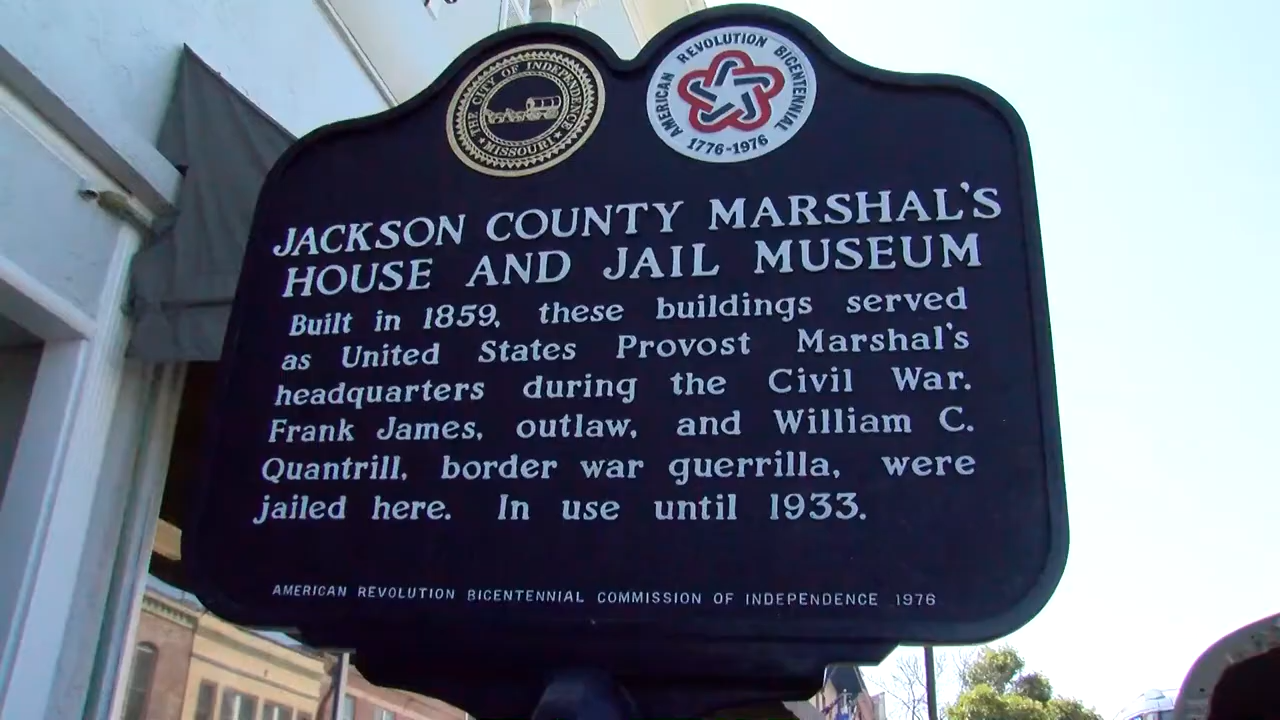 THE CITY OF INDEPENDENCE
MISSOURI
AMERICAN REVOLUTION BICENTENNIAL
1776-1976
JACKSON COUNTY MARSHAL'S
HOUSE AND JAIL MUSEUM
Built in 1859, these buildings served
as United States Provost Marshal's
headquarters during the Civil War.
Frank James, outlaw, and William C.
Quantrill, border war guerrilla, were
jailed here. In use until 1933.
AMERICAN REVOLUTION BICENTENNIAL COMMISSION OF INDEPENDENCE 1976